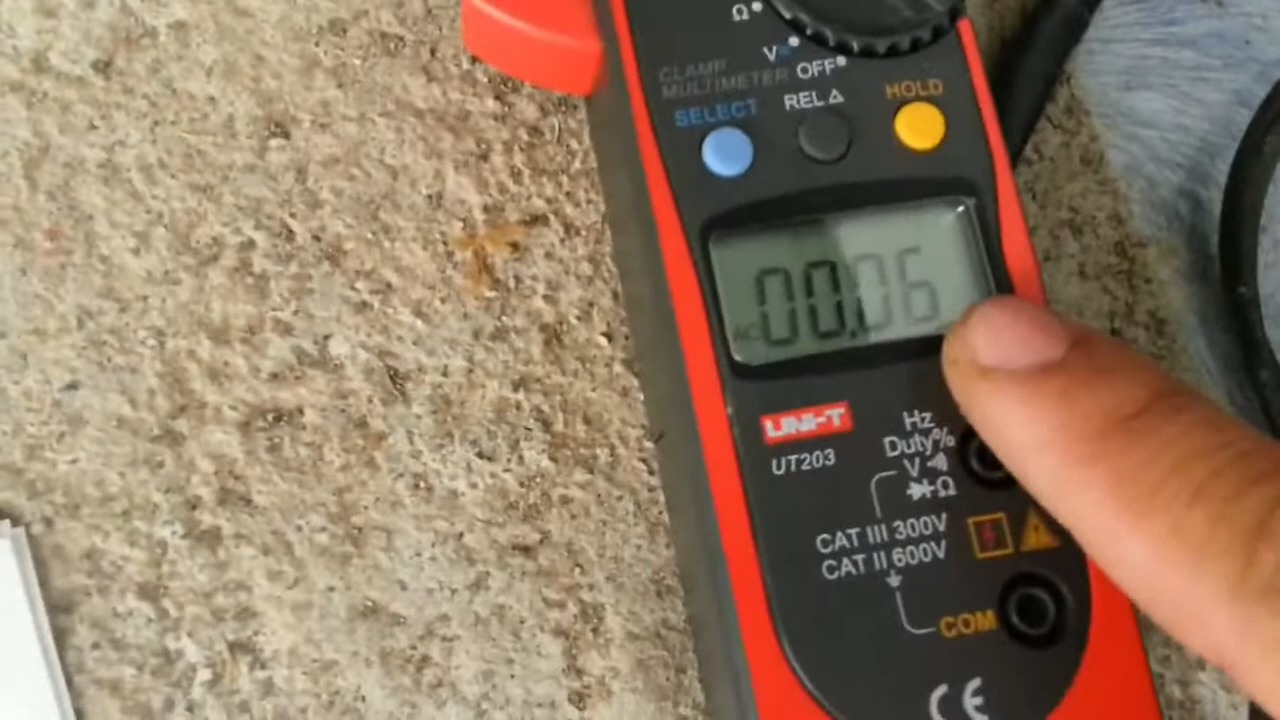 Ω
V
OFF
CLAMP
MULTIMETER
SELECT
REL Δ
HOLD
AC
00.06
UNI-T
UT203
Hz
Duty%
V
Ω
CAT III 300V
CAT II 600V
COM
CE